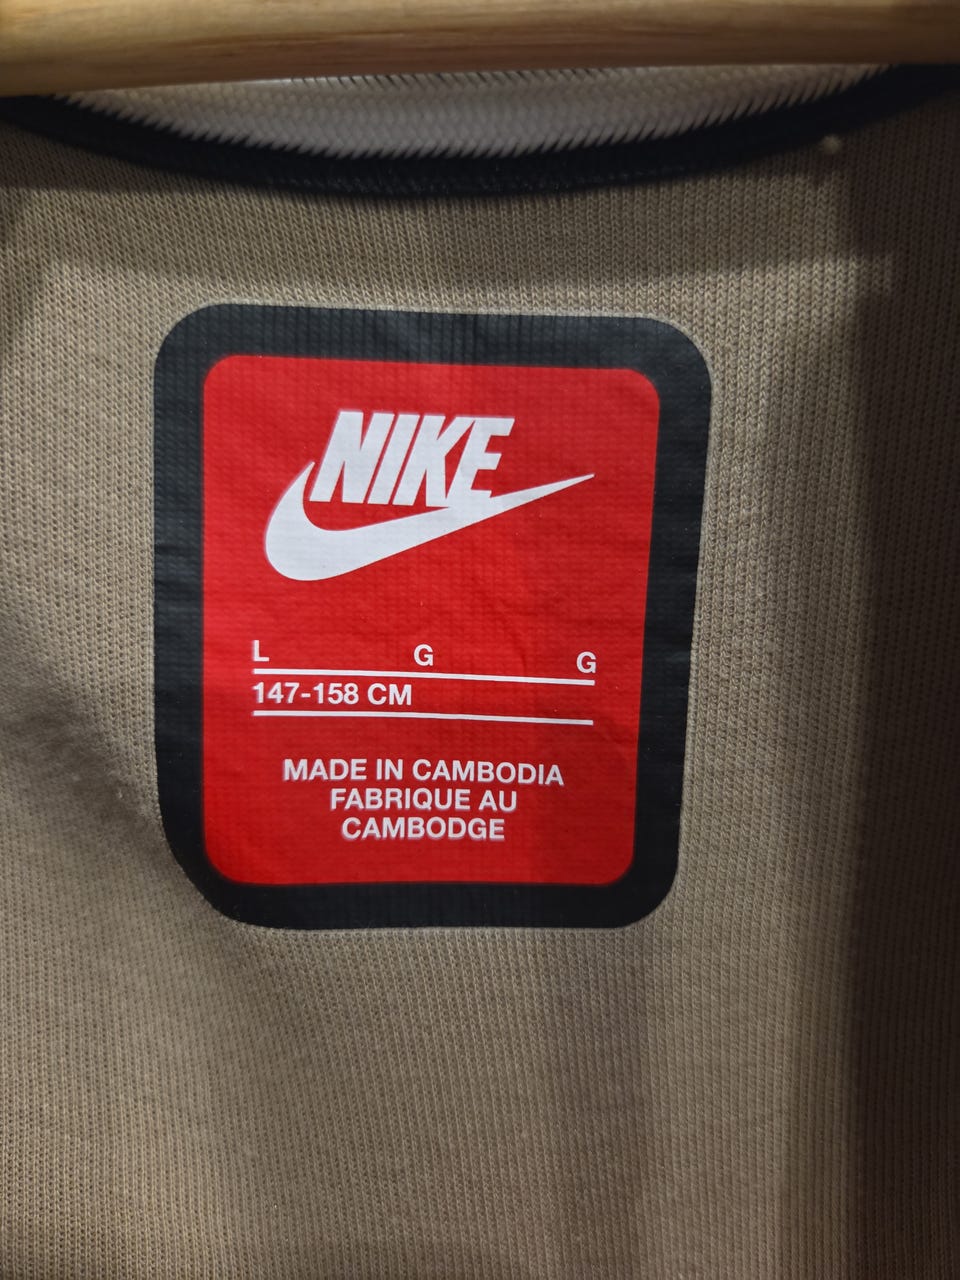 NIKE
L G G
147-158 CM
MADE IN CAMBODIA
FABRIQUE AU
CAMBODGE